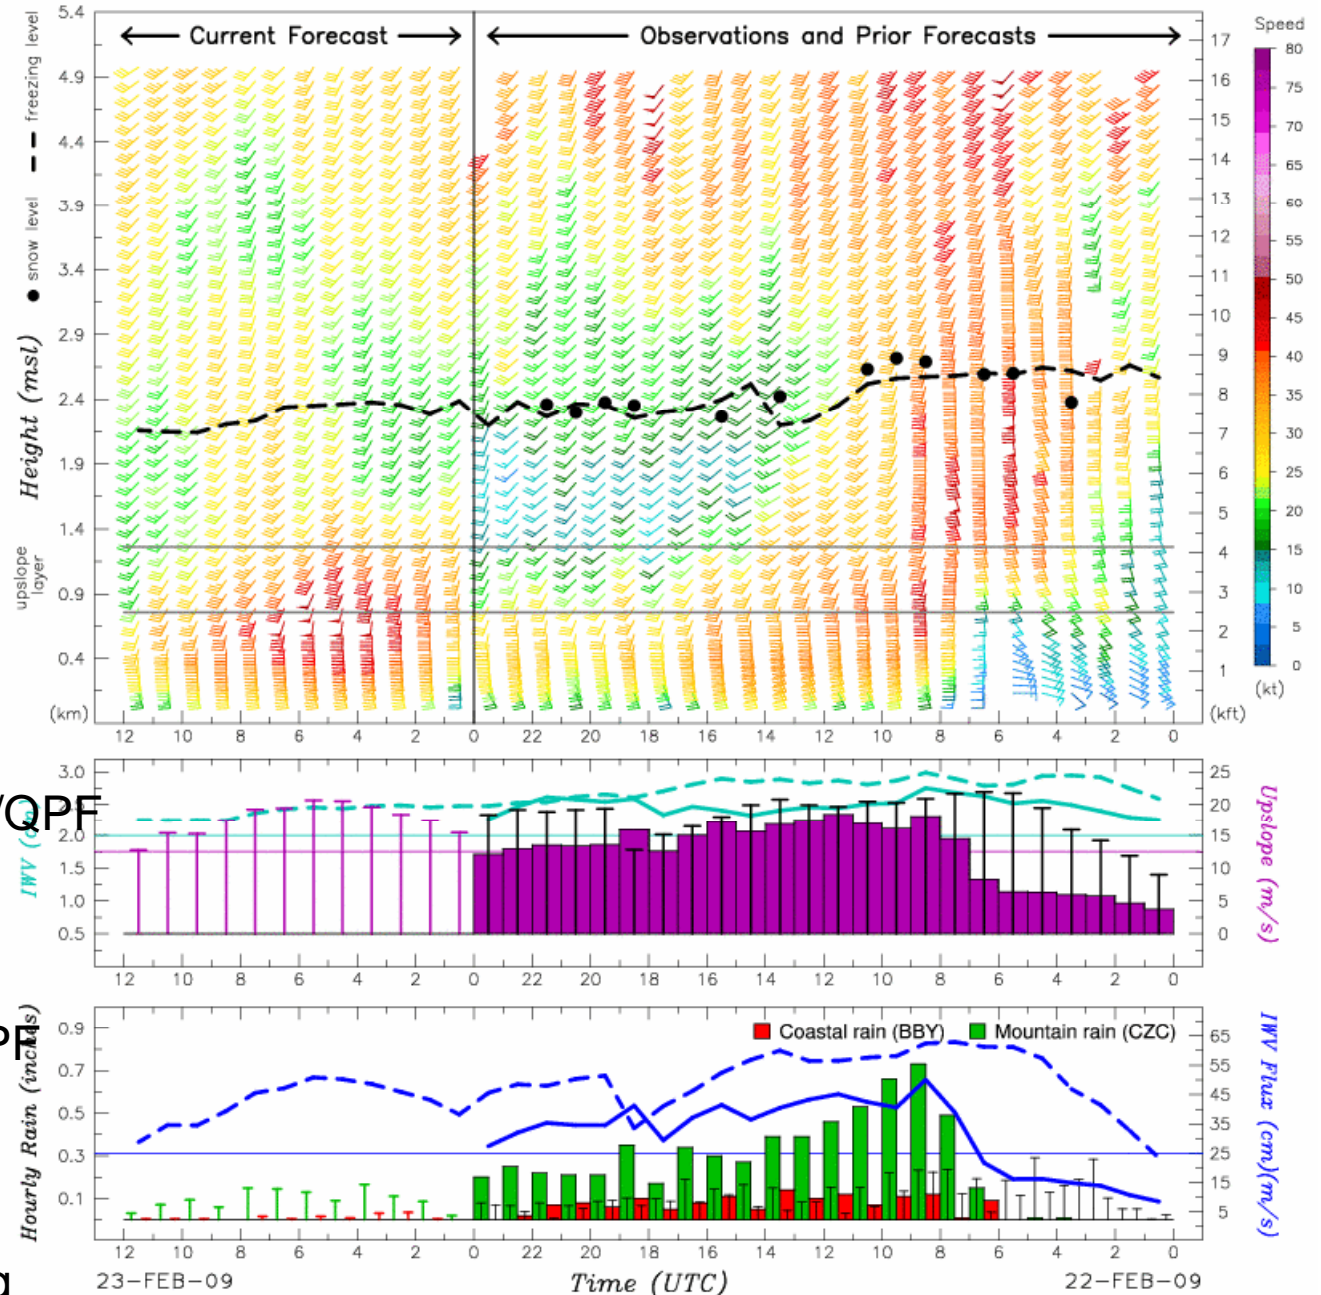 Current Forecast
Observations and Prior Forecasts
Speed
5.4
4.9
4.4
3.9
3.4
2.9
2.4
1.9
1.4
0.9
0.4
(km)
freezing level
snow level
Height (msl)
upslope
layer
17
16
15
14
13
12
11
10
9
8
7
6
5
4
3
2
1
(kft)
80
75
70
65
60
55
50
45
40
35
30
25
20
15
10
5
0
(kt)
12 10 8 6 4 2 0 22 20 18 16 14 12 10 8 6 4 2 0
/QPF
3.0
2.0
1.5
1.0
0.5
IWV
25
20
15
10
5
0
Upslope (m/s)
12 10 8 6 4 2 0 22 20 18 16 14 12 10 8 6 4 2 0
PF
Coastal rain (BBY)
Mountain rain (CZC)
0.9
0.7
0.5
0.3
0.1
Hourly Rain (inches)
65
55
45
35
25
15
5
IWV Flux (cm)(m/s)
12 10 8 6 4 2 0 22 20 18 16 14 12 10 8 6 4 2 0
g
23-FEB-09
Time (UTC)
22-FEB-09